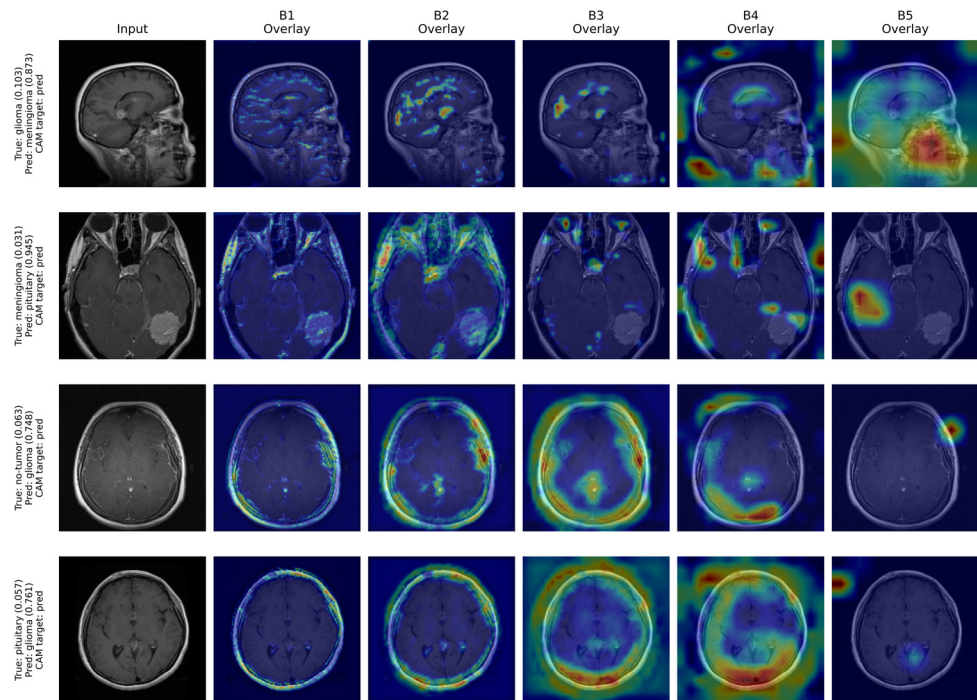 Input
B1
Overlay
B2
Overlay
B3
Overlay
B4
Overlay
B5
Overlay
True: glioma (0.103)
Pred: meningioma (0.873)
CAM target: pred
True: meningioma (0.031)
Pred: pituitary (0.945)
CAM target: pred
True: no-tumor (0.063)
Pred: glioma (0.748)
CAM target: pred
True: pituitary (0.057)
Pred: glioma (0.761)
CAM target: pred